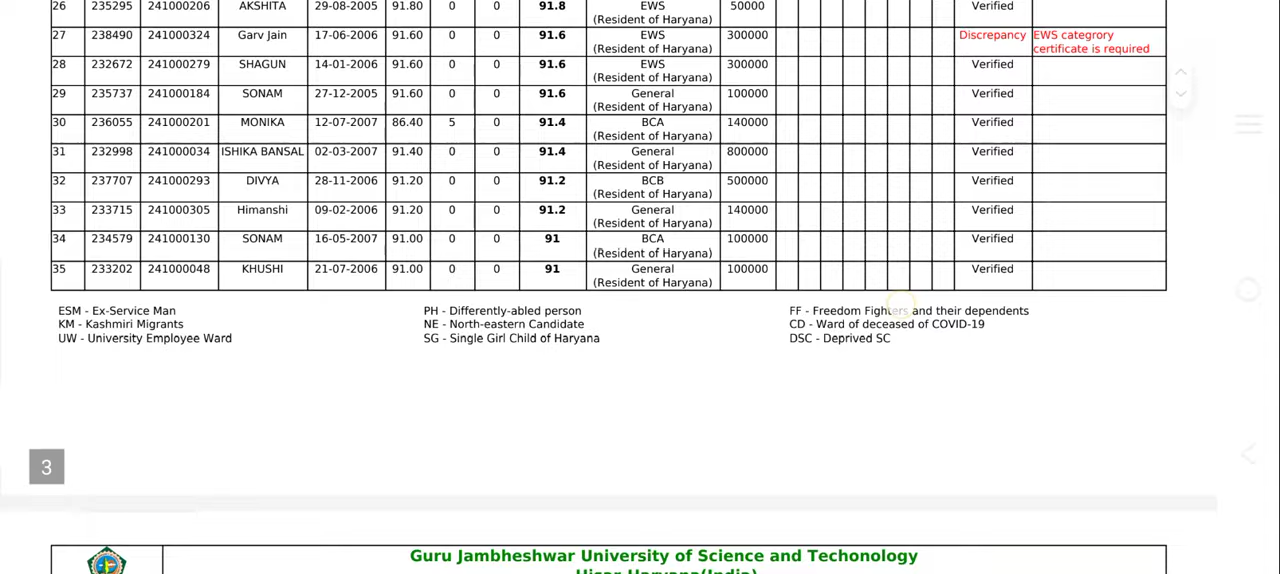 26 235295 241000206 AKSHITA 29-08-2005 91.80 0 0 91.8 EWS 50000 Verified
(Resident of Haryana)
27 238490 241000324 Garv Jain 17-06-2006 91.60 0 0 91.6 EWS 300000 Discrepancy EWS categrory
(Resident of Haryana) certificate is required
28 232672 241000279 SHAGUN 14-01-2006 91.60 0 0 91.6 EWS 300000 Verified
(Resident of Haryana)
29 235737 241000184 SONAM 27-12-2005 91.60 0 0 91.6 General 100000 Verified
(Resident of Haryana)
30 236055 241000201 MONIKA 12-07-2007 86.40 5 0 91.4 BCA 140000 Verified
(Resident of Haryana)
31 232998 241000034 ISHIKA BANSAL 02-03-2007 91.40 0 0 91.4 General 800000 Verified
(Resident of Haryana)
32 237707 241000293 DIVYA 28-11-2006 91.20 0 0 91.2 BCB 500000 Verified
(Resident of Haryana)
33 233715 241000305 Himanshi 09-02-2006 91.20 0 0 91.2 General 140000 Verified
(Resident of Haryana)
34 234579 241000130 SONAM 16-05-2007 91.00 0 0 91 BCA 100000 Verified
(Resident of Haryana)
35 233202 241000048 KHUSHI 21-07-2006 91.00 0 0 91 General 100000 Verified
(Resident of Haryana)
ESM - Ex-Service Man PH - Differently-abled person FF - Freedom Fighters and their dependents
KM - Kashmiri Migrants NE - North-eastern Candidate CD - Ward of deceased of COVID-19
UW - University Employee Ward SG - Single Girl Child of Haryana DSC - Deprived SC
3
Guru Jambheshwar University of Science and Techonology
Hisar Haryana(India)